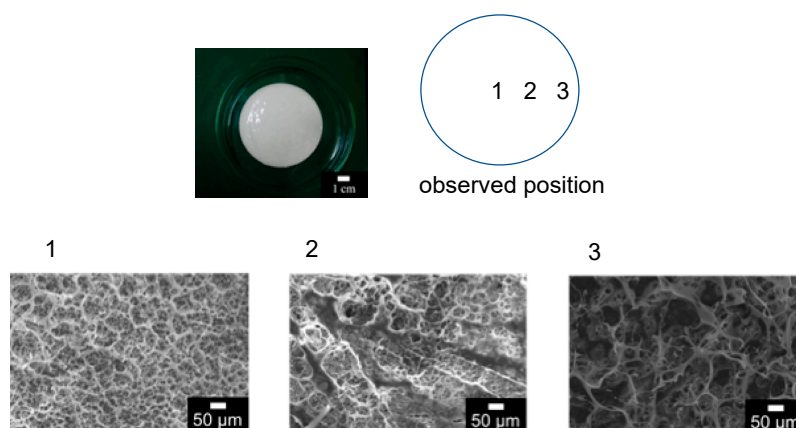 1 cm
1 2 3
observed position
1 2 3
50 μm 50 μm 50 μm